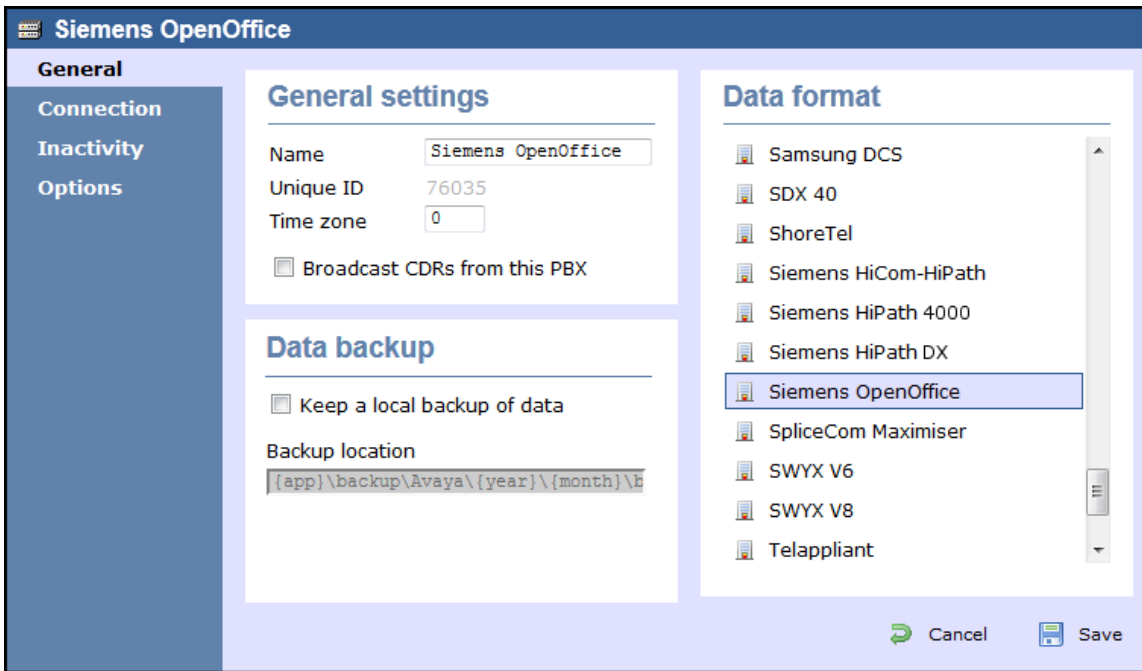 Siemens OpenOffice
General
Connection
Inactivity
Options
General settings
Name
Siemens OpenOffice
Unique ID
76035
Time zone
0
Broadcast CDRs from this PBX
Data backup
Keep a local backup of data
Backup location
{app}\backup\Avaya\{year}\{month}\b
Data format
Samsung DCS
SDX 40
ShoreTel
Siemens HiCom-HiPath
Siemens HiPath 4000
Siemens HiPath DX
Siemens OpenOffice
SpliceCom Maximiser
SWYX V6
SWYX V8
Telappliant
Cancel
Save